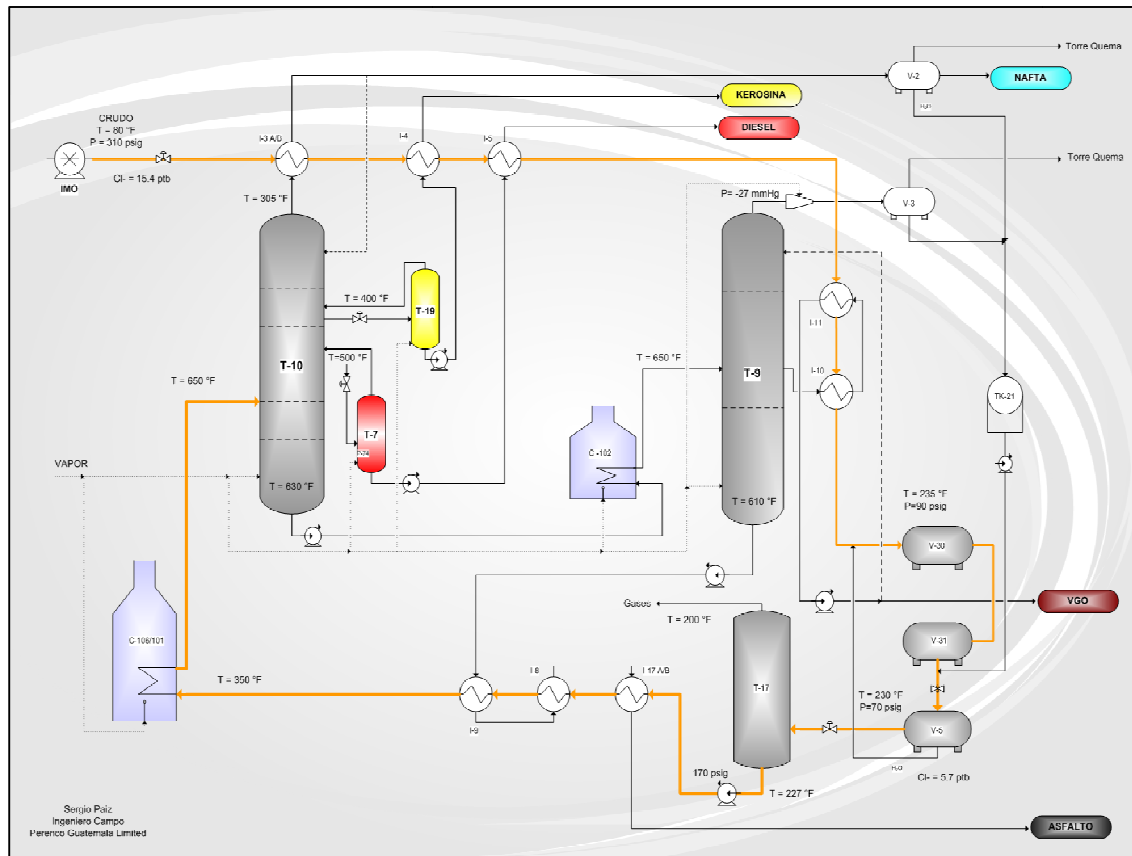 Torre Quema
V-2
NAFTA
KEROSINA
H2O
CRUDO
T = 80 °F
P = 310 psig
DIESEL
I-3 A/B
I-4
I-5
Torre Quema
IMO
Cl- = 15.4 ptb
P= -27 mmHg
V-3
T = 305 °F
T = 400 °F
T-19
I-11
T-10
T=500 °F
T = 650 °F
T-9
I-10
T = 650 °F
TK-21
T-7
C-102
VAPOR
T = 630 °F
T = 610 °F
T = 235 °F
P=90 psig
V-30
Gases
VGO
T = 200 °F
C-106/101
V-31
I-8
I-17 A/B
T = 350 °F
T-17
T = 230 °F
P=70 psig
V-5
I-9
H2O
170 psig
Cl- = 5.7 ptb
T = 227 °F
Sergio Paiz
Ingeniero Campo
Perenco Guatemala Limited
ASFALTO